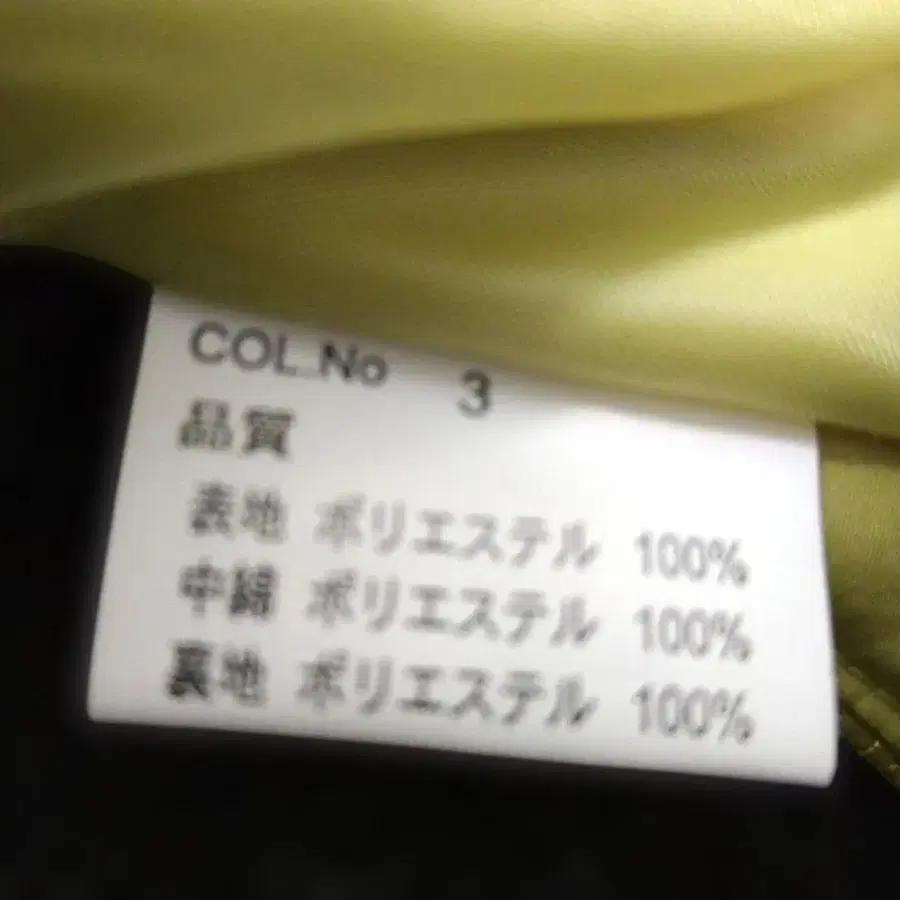 COL.No 3
品質
表地 ポリエステル 100%
中綿 ポリエステル 100%
裏地 ポリエステル 100%